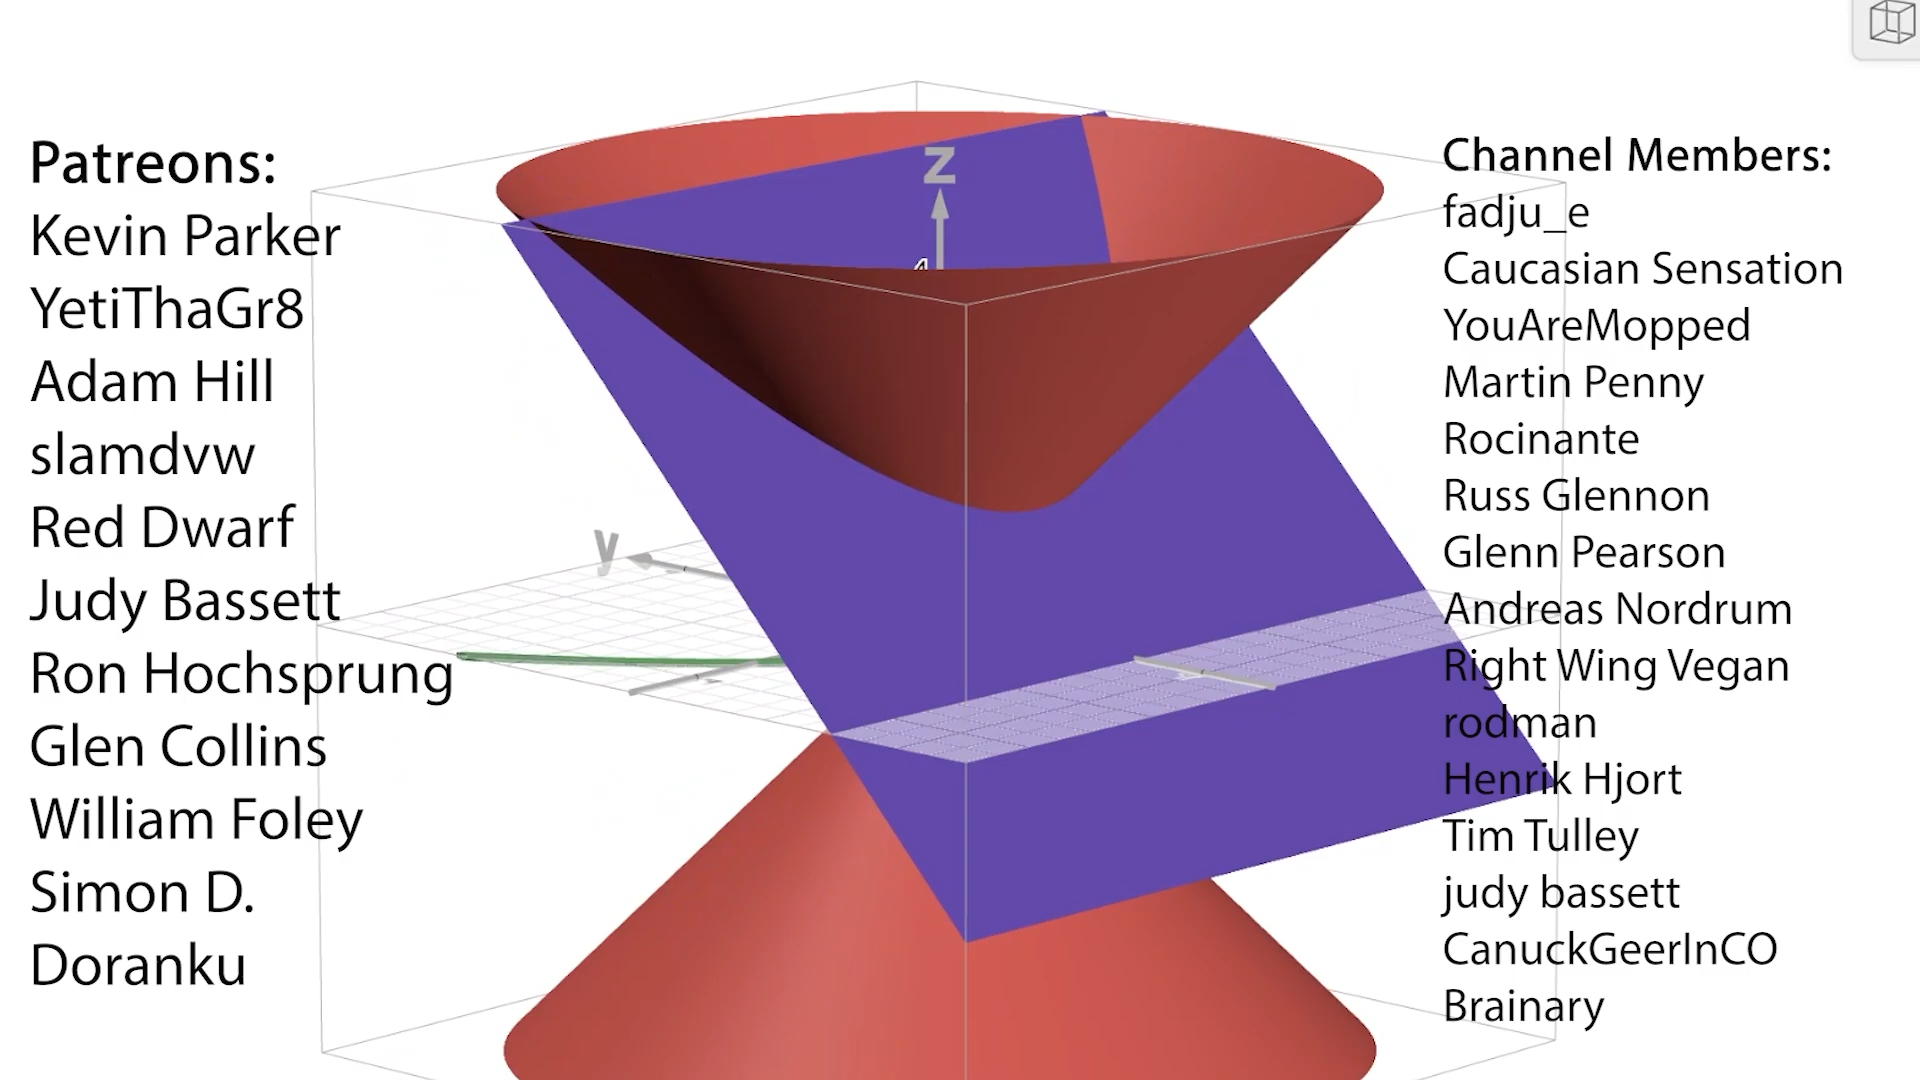 Patreons:
Kevin Parker
YetiThaGr8
Adam Hill
slamdvw
Red Dwarf
Judy Bassett
Ron Hochsprung
Glen Collins
William Foley
Simon D.
Doranku
z
4
y
Channel Members:
fadju_e
Caucasian Sensation
YouAreMopped
Martin Penny
Rocinante
Russ Glennon
Glenn Pearson
Andreas Nordrum
Right Wing Vegan
rodman
Henrik Hjort
Tim Tulley
judy bassett
CanuckGeerInCO
Brainary